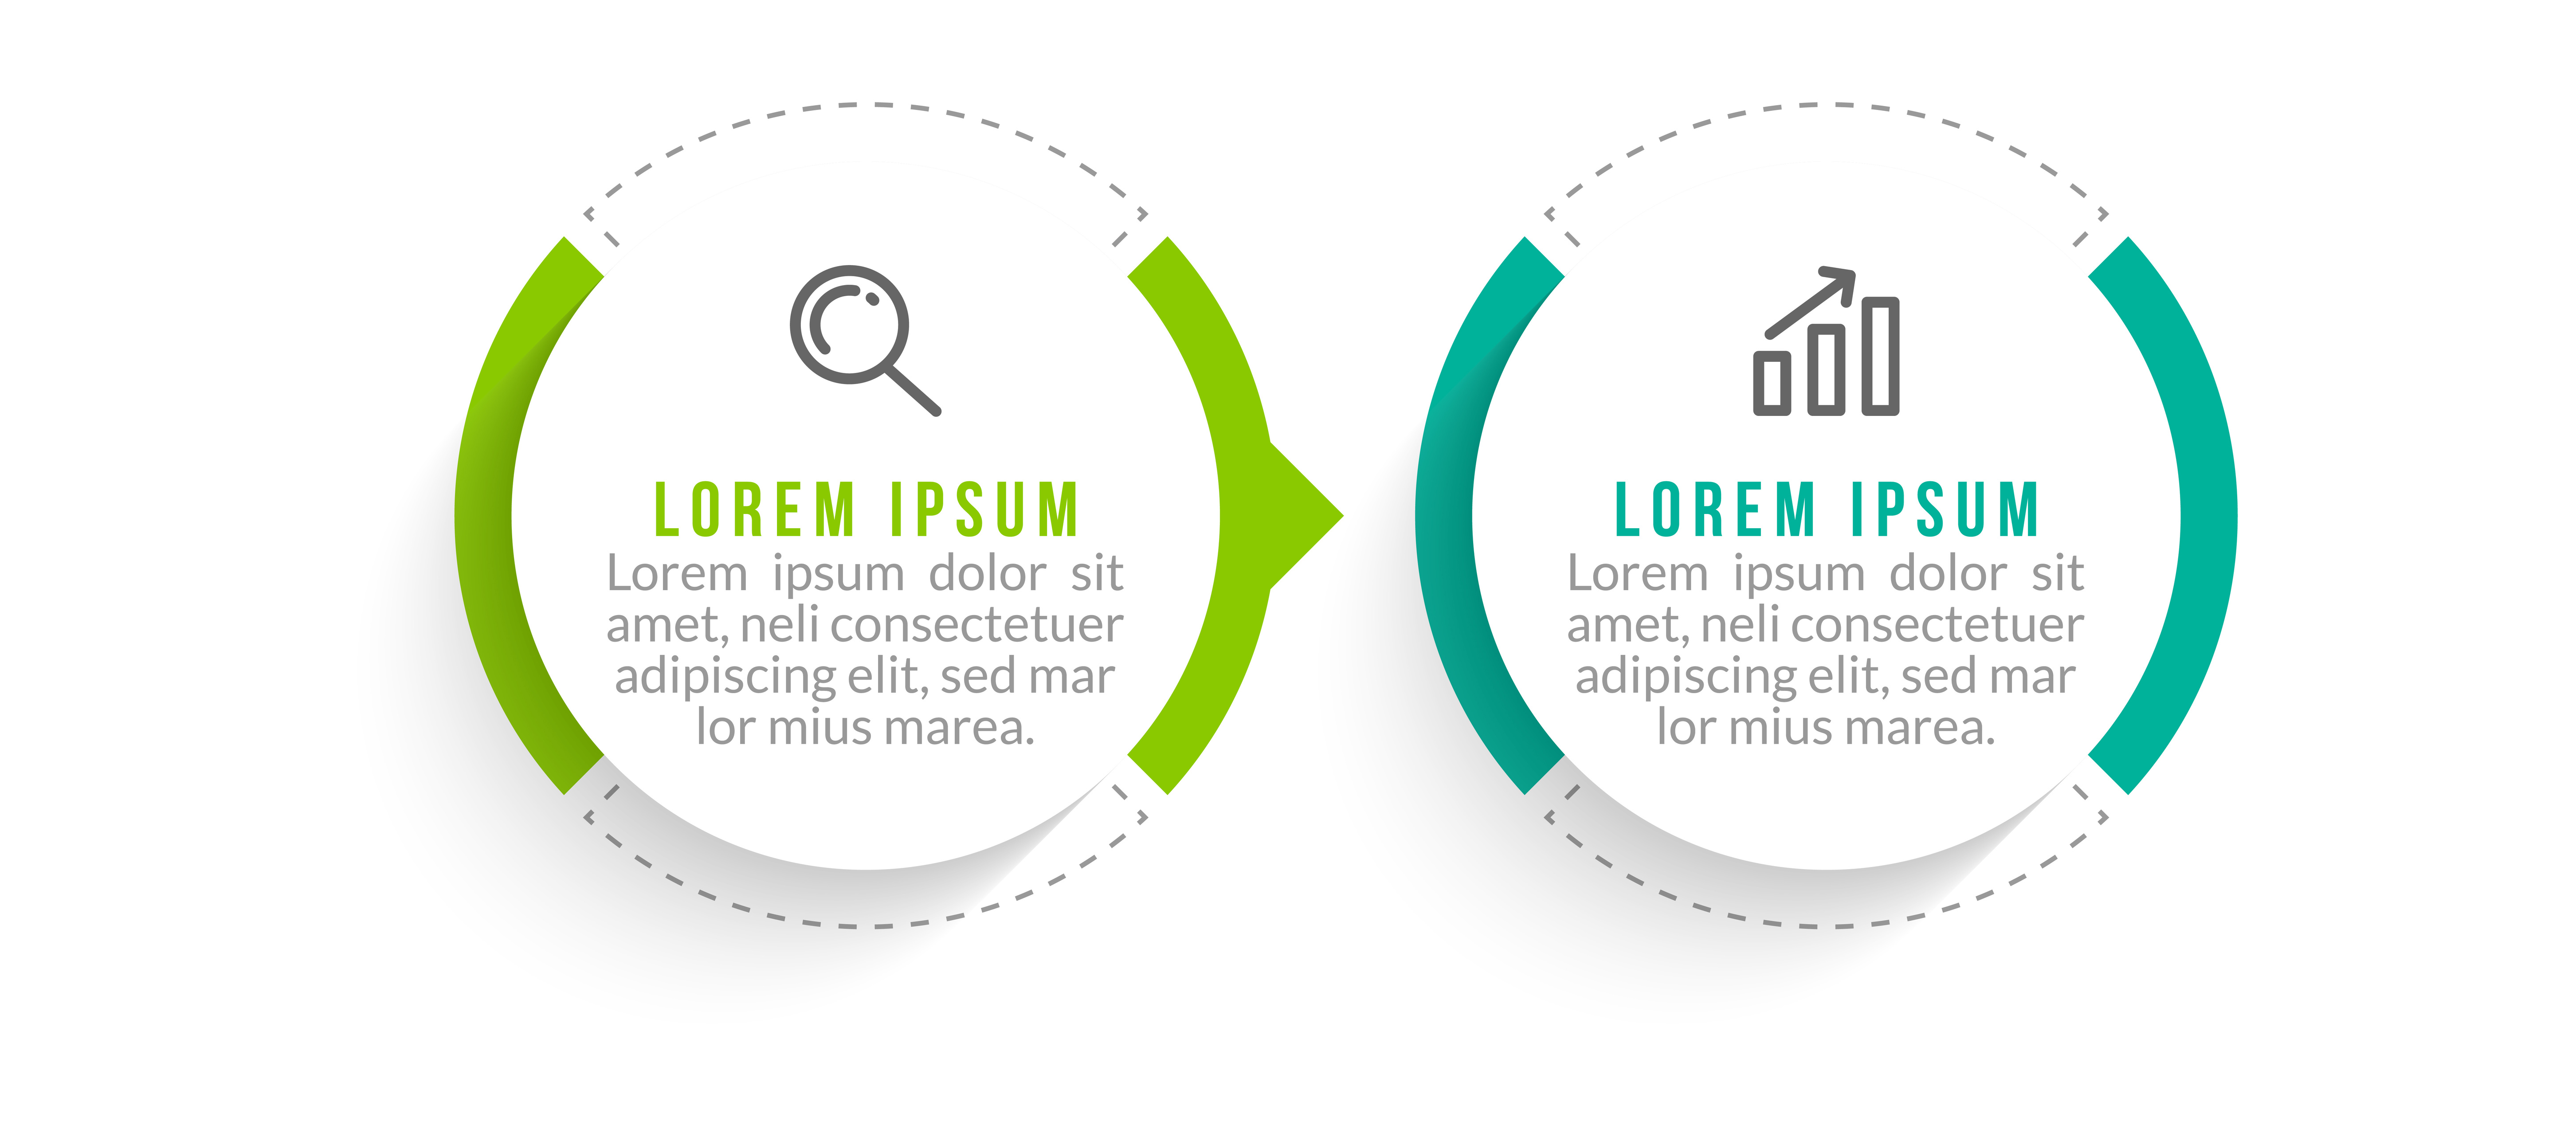 LOREM IPSUM
Lorem ipsum dolor sit
amet, neli consectetuer
adipiscing elit, sed mar
lor mius marea.
LOREM IPSUM
Lorem ipsum dolor sit
amet, neli consectetuer
adipiscing elit, sed mar
lor mius marea.